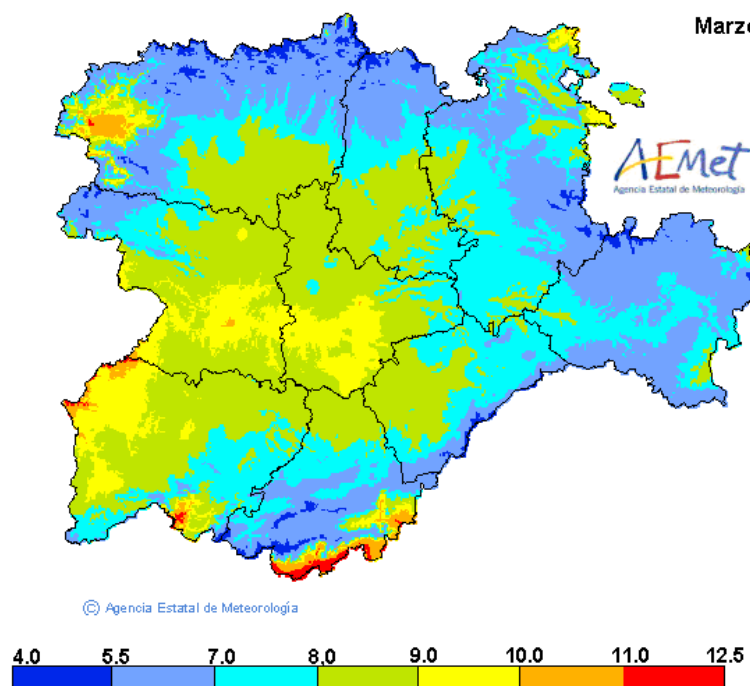 Marzo
AEMet
Agencia Estatal de Meteorología
© Agencia Estatal de Meteorología
4.0 5.5 7.0 8,0 9.0 10.0 11.0 12.5